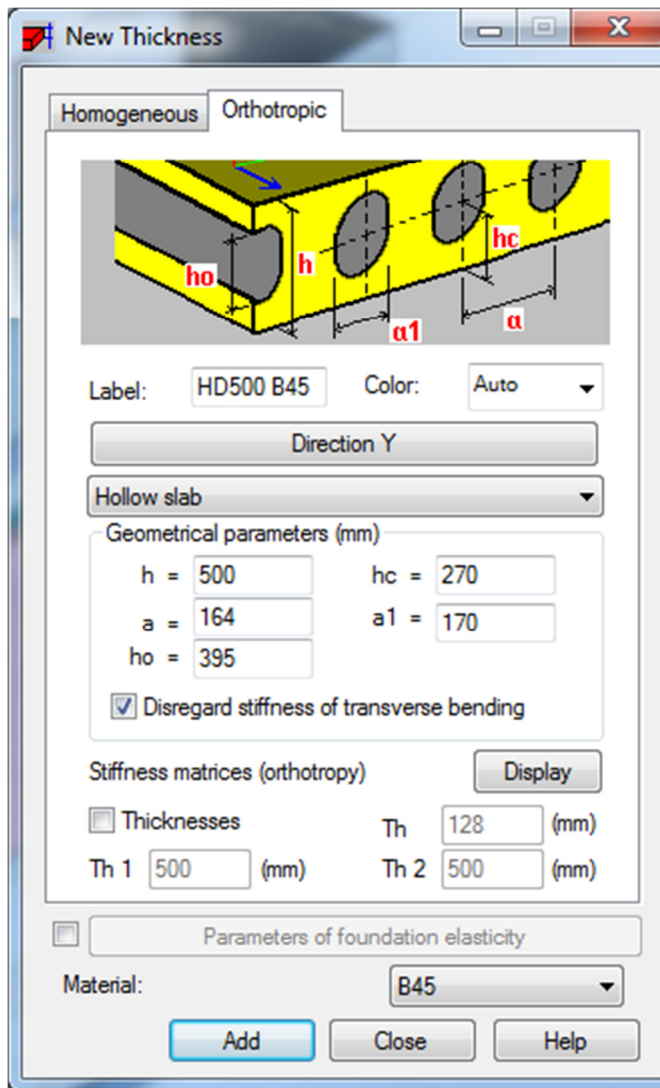 New Thickness
Homogeneous Orthotropic
ho h hc
a1 a
Label: HD500 B45 Color: Auto
Direction Y
Hollow slab
Geometrical parameters (mm)
h = 500 hc = 270
a = 164 a1 = 170
ho = 395
Disregard stiffness of transverse bending
Stiffness matrices (orthotropy) Display
Thicknesses Th 128 (mm)
Th 1 500 (mm) Th 2 500 (mm)
Parameters of foundation elasticity
Material: B45
Add Close Help